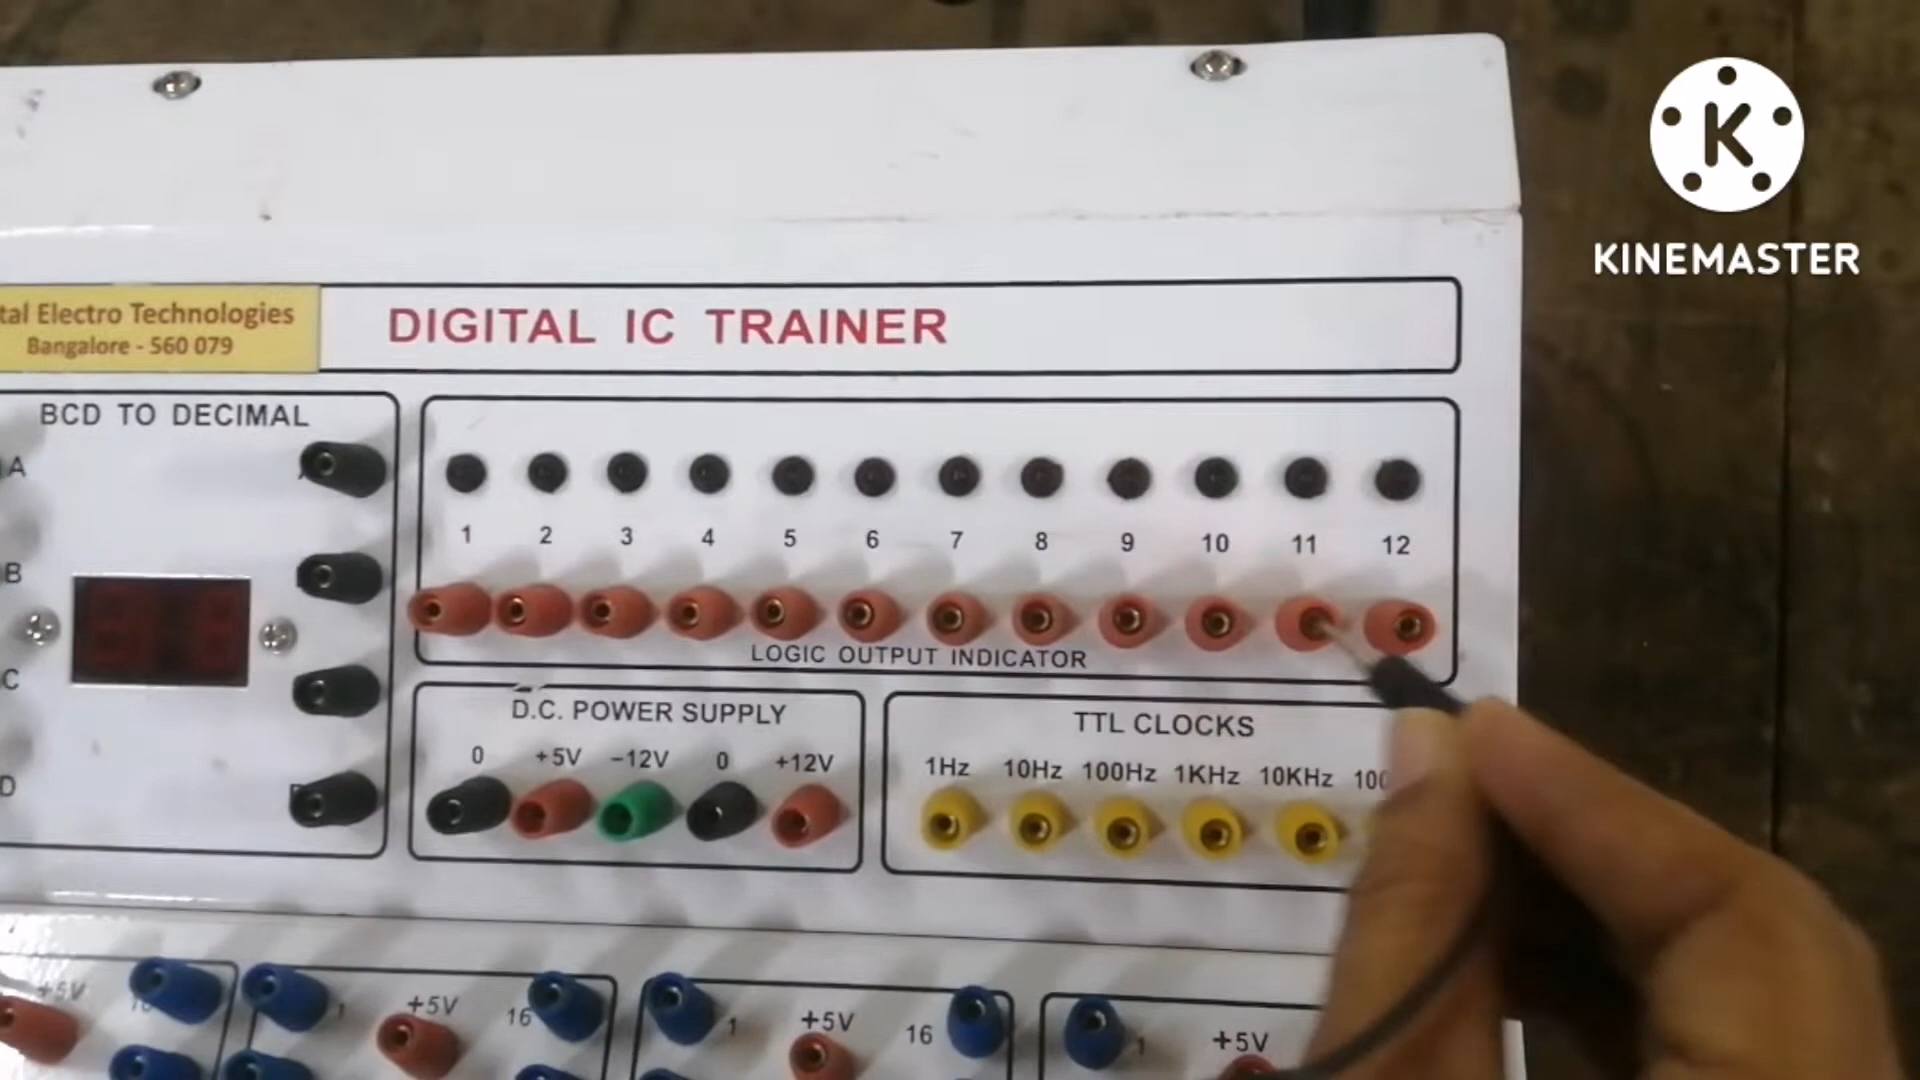 K
KINEMASTER
tal Electro Technologies
Bangalore - 560 079
DIGITAL IC TRAINER
BCD TO DECIMAL
A
B
C
D
1 2 3 4 5 6 7 8 9 10 11 12
LOGIC OUTPUT INDICATOR
D.C. POWER SUPPLY
0 +5V -12V 0 +12V
TTL CLOCKS
1Hz 10Hz 100Hz 1KHz 10KHz 100
+5V 16 1 +5V 16 1 +5V 16 1 +5V